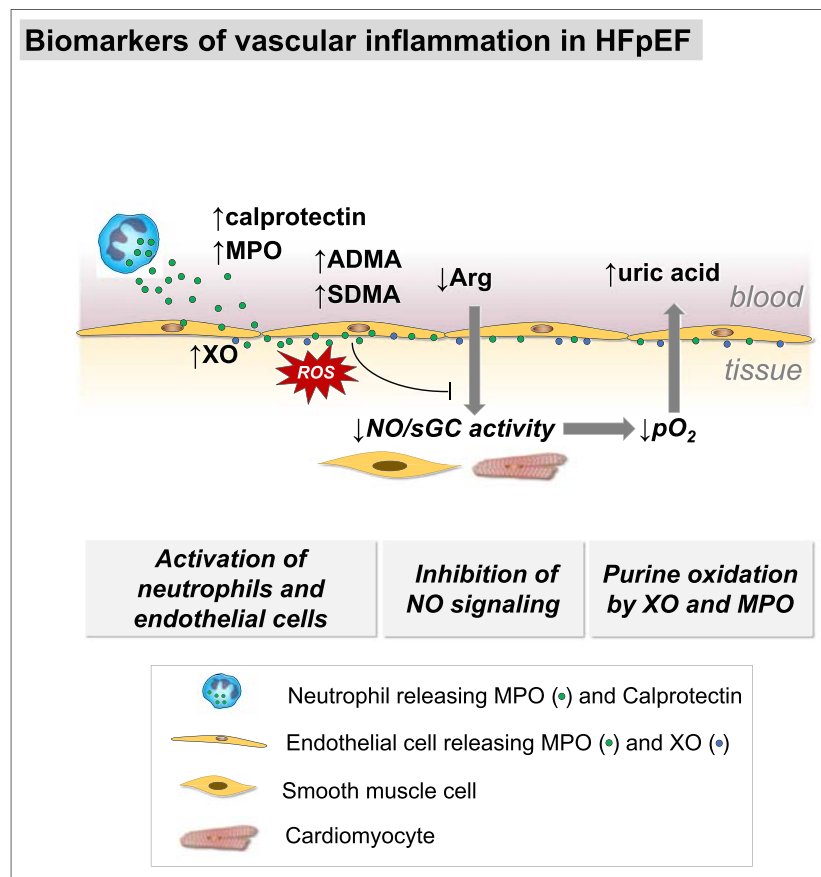 Biomarkers of vascular inflammation in HFpEF
↑calprotectin
↑MPO
↑ADMA
↑SDMA
↓Arg
↑uric acid
blood
↑XO
ROS
tissue
↓NO/sGC activity
↓pO₂
Activation of
neutrophils and
endothelial cells
Inhibition of
NO signaling
Purine oxidation
by XO and MPO
Neutrophil releasing MPO (•) and Calprotectin
Endothelial cell releasing MPO (•) and XO (•)
Smooth muscle cell
Cardiomyocyte